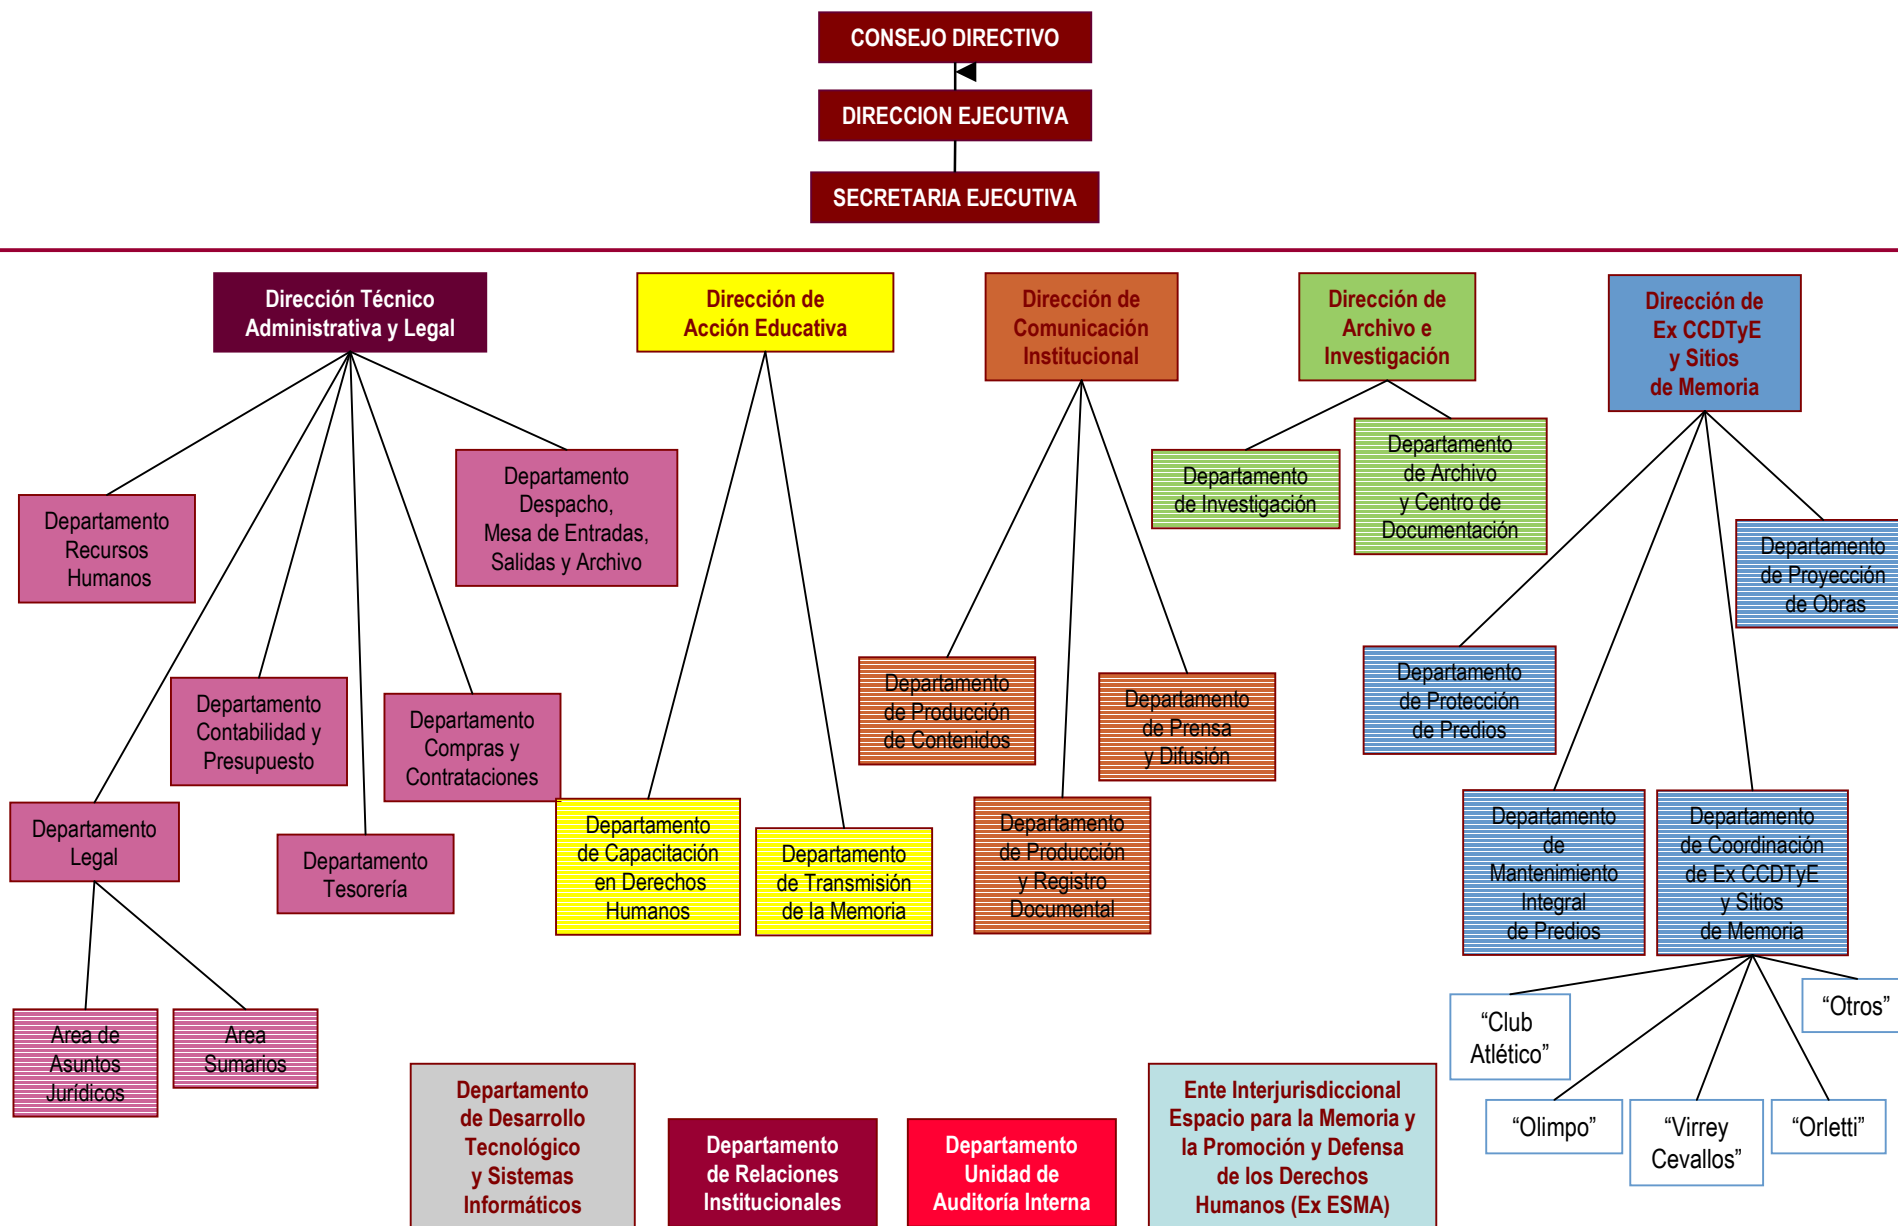 CONSEJO DIRECTIVO
DIRECCION EJECUTIVA
SECRETARIA EJECUTIVA
Dirección Técnico
Administrativa y Legal
Dirección de
Acción Educativa
Dirección de
Comunicación
Institucional
Dirección de
Archivo e
Investigación
Dirección de
Ex CCDTyE
y Sitios
de Memoria
Departamento
Recursos
Humanos
Departamento
Despacho,
Mesa de Entradas,
Salidas y Archivo
Departamento
de Investigación
Departamento
de Archivo
y Centro de
Documentación
Departamento
de Proyección
de Obras
Departamento
Contabilidad y
Presupuesto
Departamento
Compras y
Contrataciones
Departamento
de Producción
de Contenidos
Departamento
de Prensa
y Difusión
Departamento
de Protección
de Predios
Departamento
Legal
Departamento
Tesorería
Departamento
de Capacitación
en Derechos
Humanos
Departamento
de Transmisión
de la Memoria
Departamento
de Producción
y Registro
Documental
Departamento
de
Mantenimiento
Integral
de Predios
Departamento
de Coordinación
de Ex CCDTyE
y Sitios
de Memoria
Area de
Asuntos
Jurídicos
Area
Sumarios
“Club
Atlético”
“Otros”
“Olimpo”
“Virrey
Cevallos”
“Orletti”
Departamento
de Desarrollo
Tecnológico
y Sistemas
Informáticos
Departamento
de Relaciones
Institucionales
Departamento
Unidad de
Auditoría Interna
Ente Interjurisdiccional
Espacio para la Memoria y
la Promoción y Defensa
de los Derechos
Humanos (Ex ESMA)